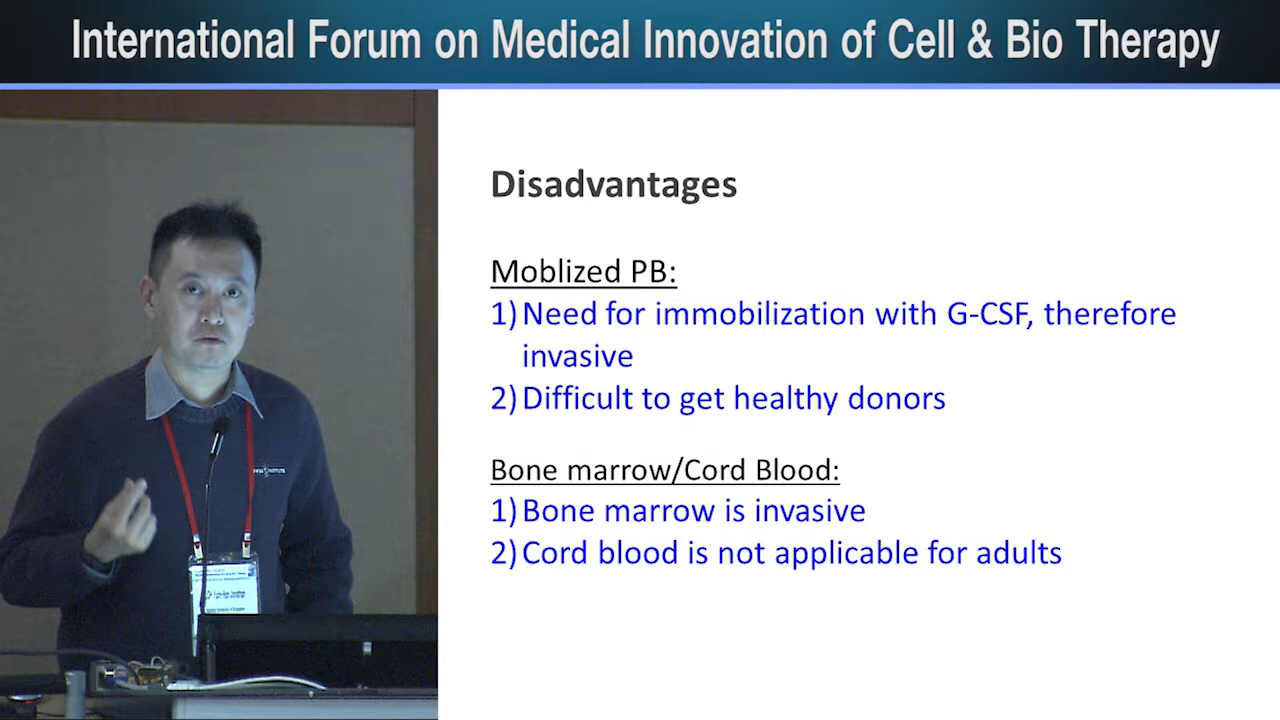 International Forum on Medical Innovation of Cell & Bio Therapy
Disadvantages
Moblized PB:
1) Need for immobilization with G-CSF, therefore
invasive
2) Difficult to get healthy donors
Bone marrow/Cord Blood:
1) Bone marrow is invasive
2) Cord blood is not applicable for adults